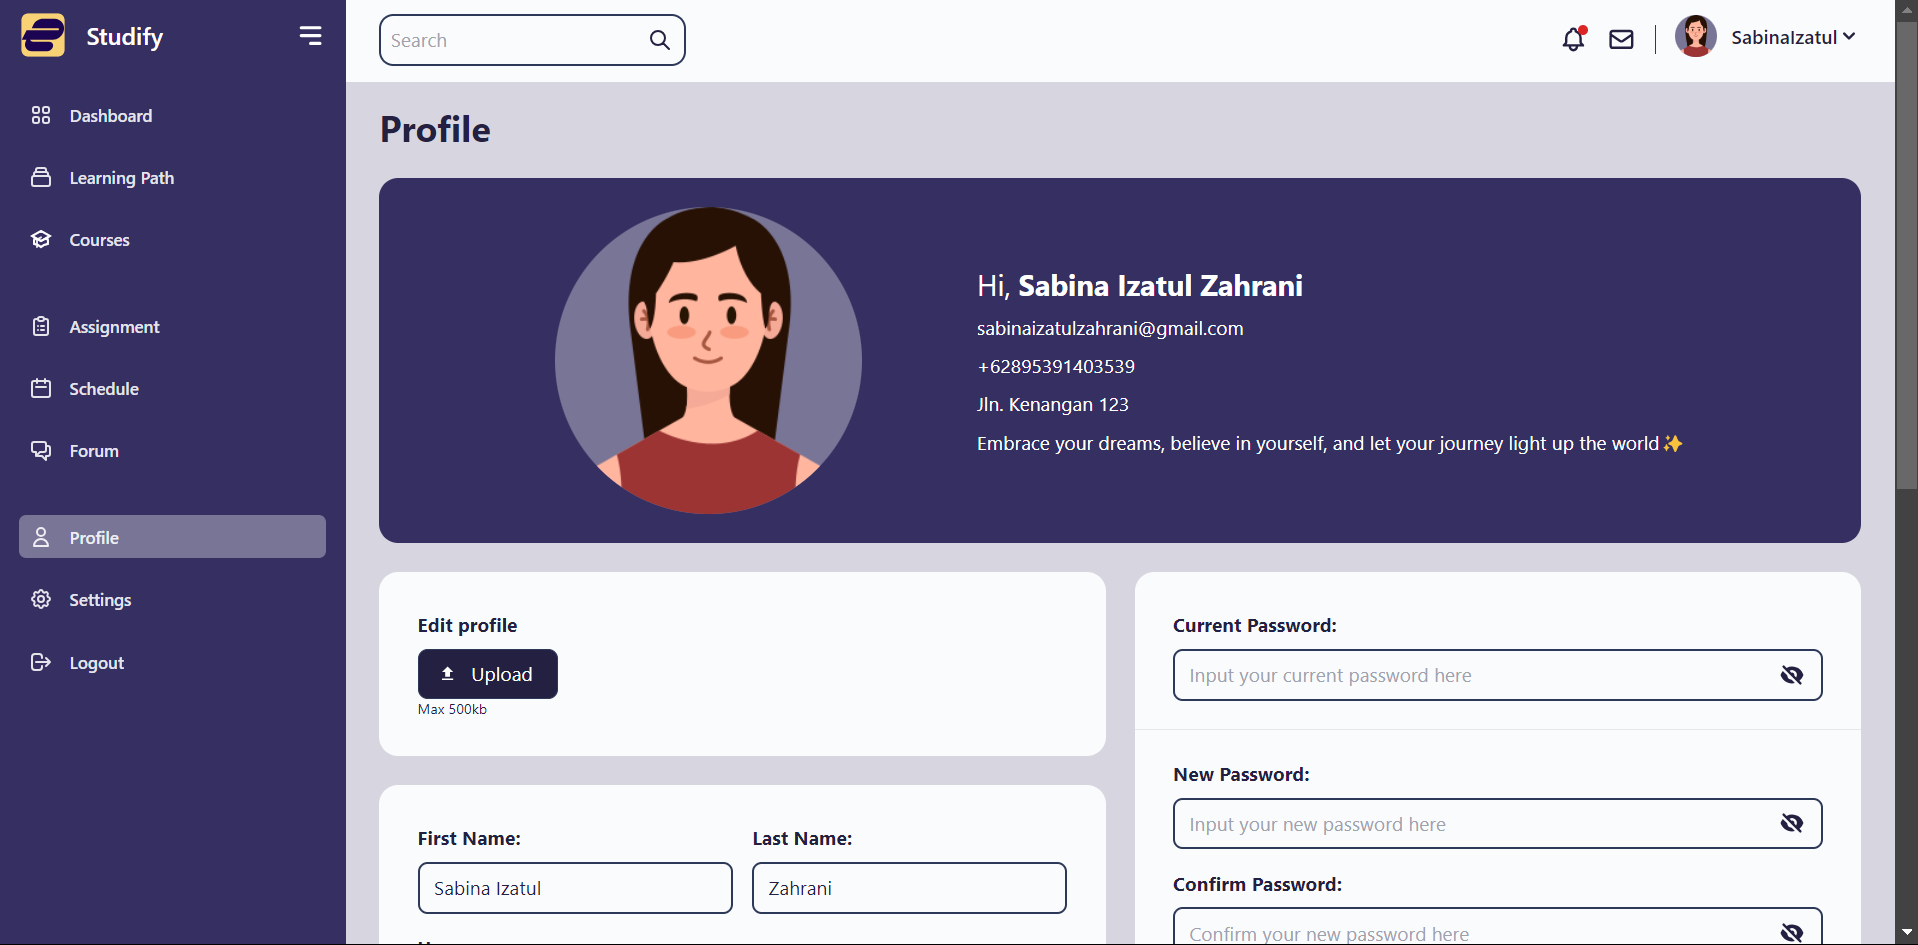 Studify
Search
SabinaIzatul
Dashboard
Learning Path
Courses
Assignment
Schedule
Forum
Profile
Settings
Logout
Profile
Hi, Sabina Izatul Zahrani
sabinaizatulzahrani@gmail.com
+62895391403539
Jln. Kenangan 123
Embrace your dreams, believe in yourself, and let your journey light up the world✨
Edit profile
Upload
Max 500kb
First Name:
Last Name:
Sabina Izatul
Zahrani
Current Password:
Input your current password here
New Password:
Input your new password here
Confirm Password:
Confirm your new password here